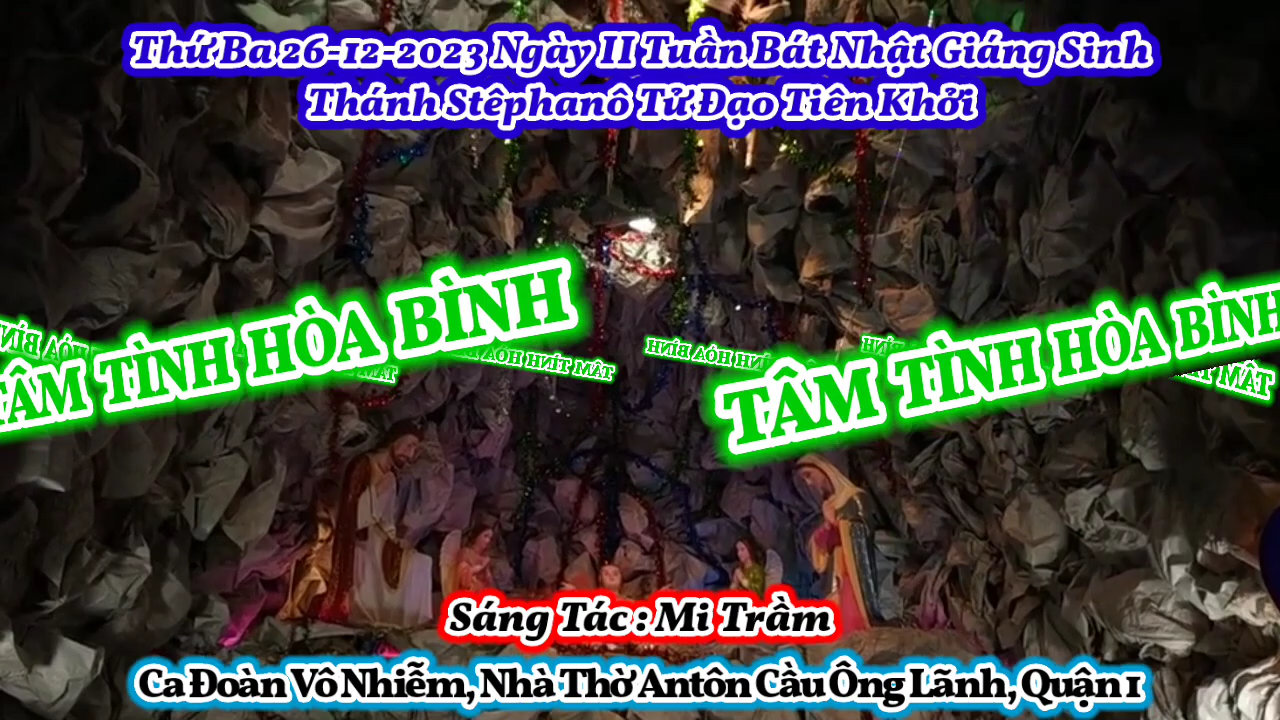 Thứ Ba 26-12-2023 Ngày II Tuần Bát Nhật Giáng Sinh
Thánh Stêphanô Tử Đạo Tiên Khởi
TÂM TÌNH HÒA BÌNH
TÂM TÌNH HÒA BÌNH
Sáng Tác : Mi Trầm
Ca Đoàn Vô Nhiễm, Nhà Thờ Antôn Cầu Ông Lãnh, Quận 1